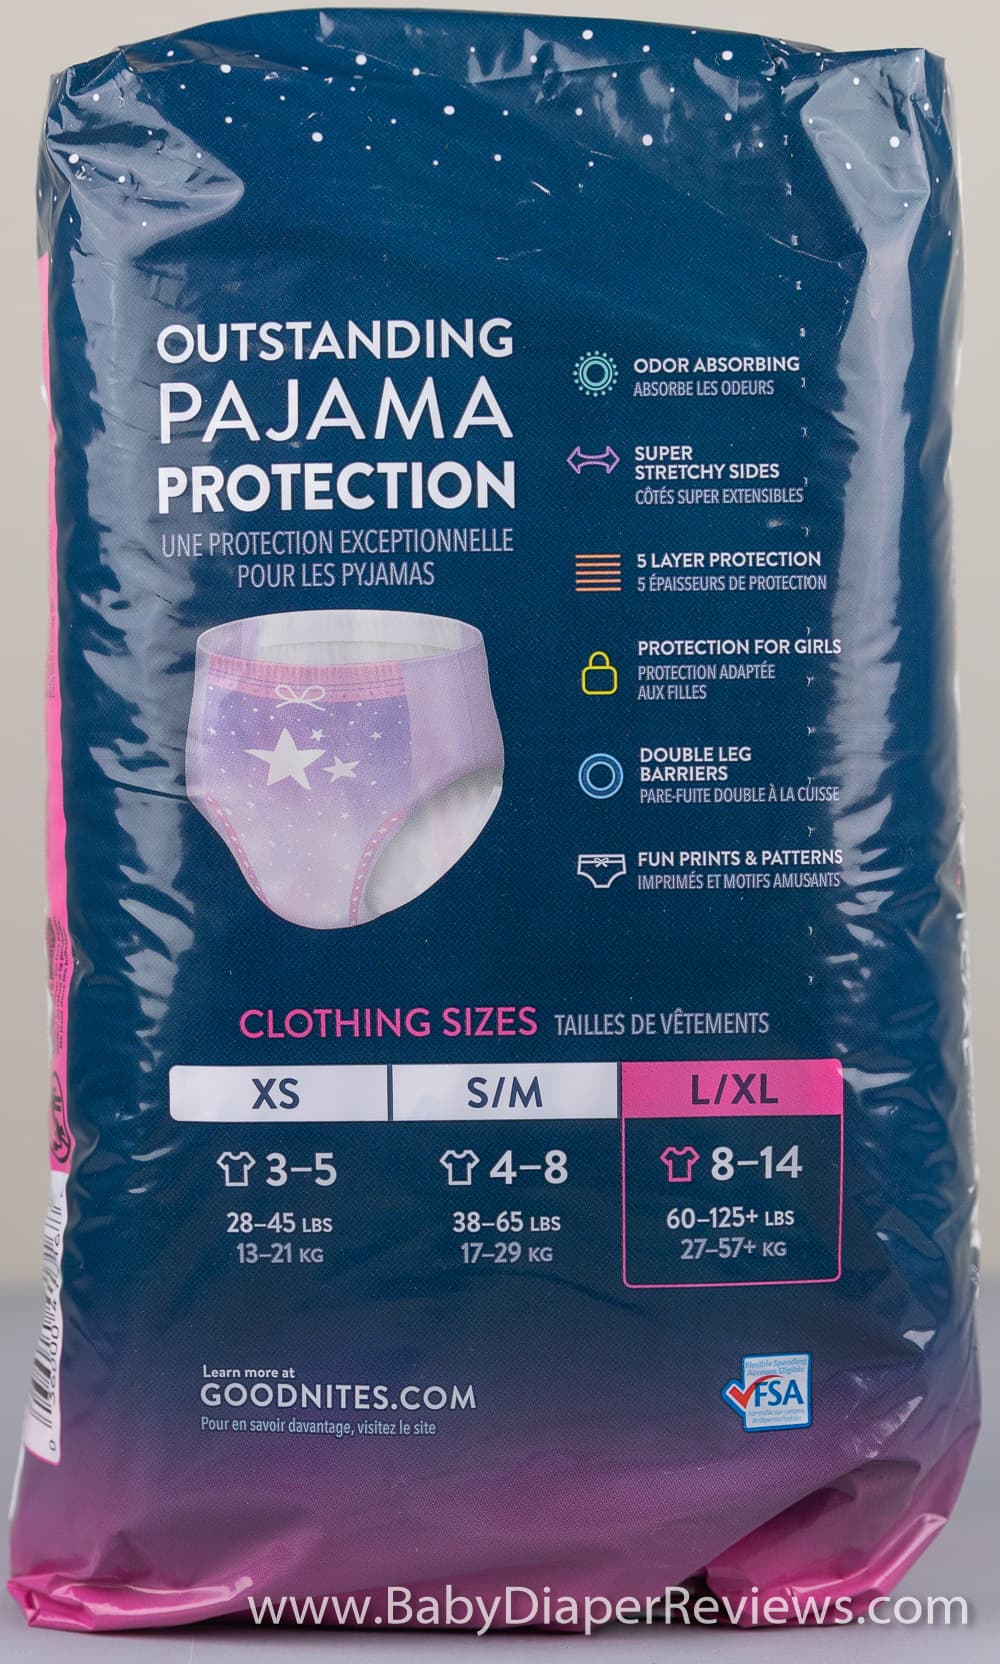 OUTSTANDING
PAJAMA
PROTECTION
UNE PROTECTION EXCEPTIONNELLE
POUR LES PYJAMAS
ODOR ABSORBING
ABSORBE LES ODEURS
SUPER
STRETCHY SIDES
CÔTÉS SUPER EXTENSIBLES
5 LAYER PROTECTION
5 ÉPAISSEURS DE PROTECTION
PROTECTION FOR GIRLS
PROTECTION ADAPTÉE
AUX FILLES
DOUBLE LEG
BARRIERS
PARE-FUITE DOUBLE À LA CUISSE
FUN PRINTS & PATTERNS
IMPRIMÉS ET MOTIFS AMUSANTS
CLOTHING SIZES TAILLES DE VÊTEMENTS
XS S/M L/XL
3–5 4–8 8–14
28–45 LBS 38–65 LBS 60–125+ LBS
13–21 KG 17–29 KG 27–57+ KG
Learn more at
GOODNITES.COM
Pour en savoir davantage, visitez le site
Flexible Spending
Account Eligible
FSA
www.BabyDiaperReviews.com